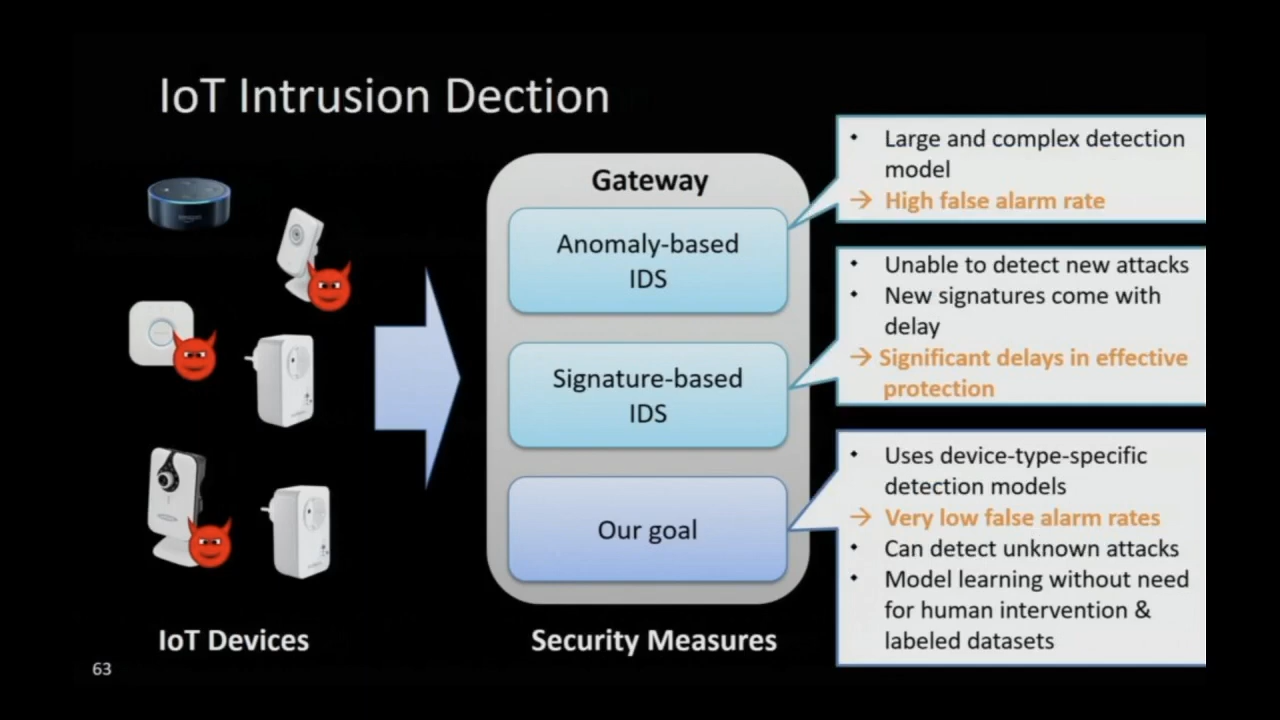 IoT Intrusion Dection
Gateway
Anomaly-based
IDS
Signature-based
IDS
Our goal
• Large and complex detection
model
→ High false alarm rate
• Unable to detect new attacks
• New signatures come with
delay
→ Significant delays in effective
protection
• Uses device-type-specific
detection models
→ Very low false alarm rates
• Can detect unknown attacks
• Model learning without need
for human intervention &
labeled datasets
IoT Devices
Security Measures
63